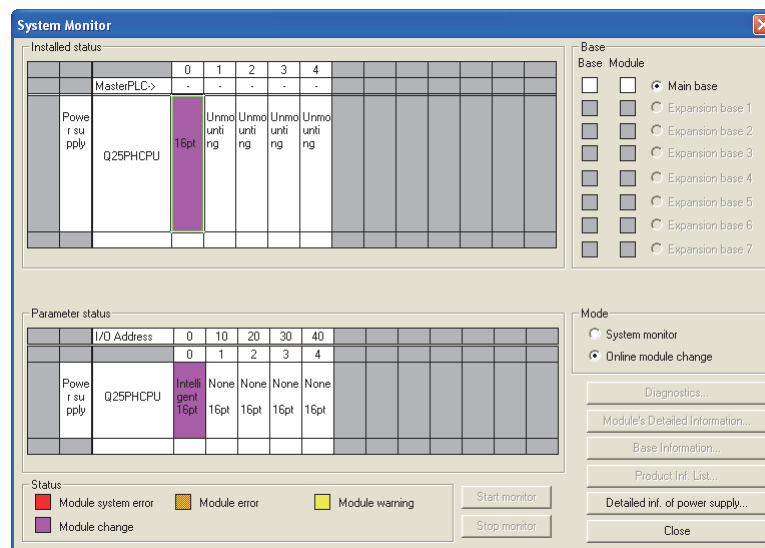 System Monitor
Installed status
0 1 2 3 4
MasterPLC-> - - - - -
Powe
r su
pply
Q25PHCPU
16pt
Unmo
unti
ng
Unmo
unti
ng
Unmo
unti
ng
Unmo
unti
ng
Base
Base Module
Main base
Expansion base 1
Expansion base 2
Expansion base 3
Expansion base 4
Expansion base 5
Expansion base 6
Expansion base 7
Parameter status
I/O Address 0 10 20 30 40
0 1 2 3 4
Powe
r su
pply
Q25PHCPU
Intelli
gent
16pt
None
16pt
None
16pt
None
16pt
None
16pt
Mode
System monitor
Online module change
Diagnostics...
Module's Detailed Information...
Base Information...
Product Inf. List...
Detailed inf. of power supply...
Close
Status
Module system error
Module error
Module warning
Module change
Start monitor
Stop monitor